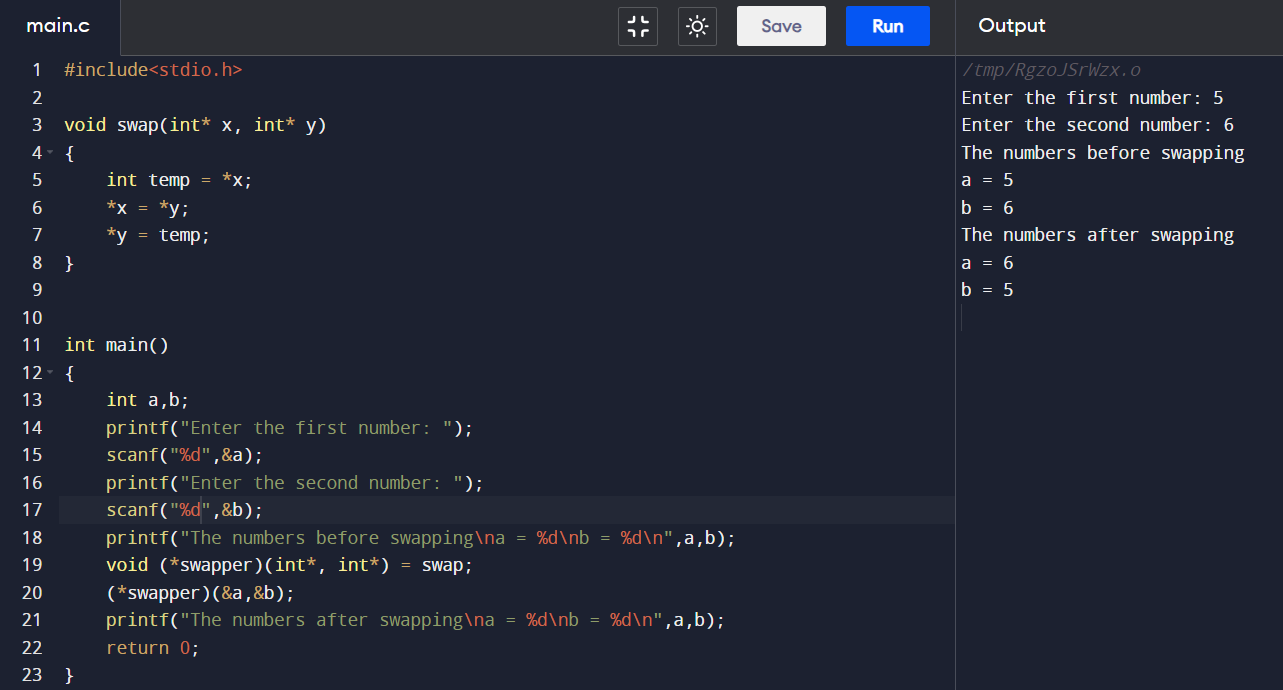 main.c
Save
Run
Output
1 #include<stdio.h>
2
3 void swap(int* x, int* y)
4 {
5     int temp = *x;
6     *x = *y;
7     *y = temp;
8 }
9
10
11 int main()
12 {
13     int a,b;
14     printf("Enter the first number: ");
15     scanf("%d",&a);
16     printf("Enter the second number: ");
17     scanf("%d",&b);
18     printf("The numbers before swapping\na = %d\nb = %d\n",a,b);
19     void (*swapper)(int*, int*) = swap;
20     (*swapper)(&a,&b);
21     printf("The numbers after swapping\na = %d\nb = %d\n",a,b);
22     return 0;
23 }
/tmp/RgzoJSrWzx.o
Enter the first number: 5
Enter the second number: 6
The numbers before swapping
a = 5
b = 6
The numbers after swapping
a = 6
b = 5